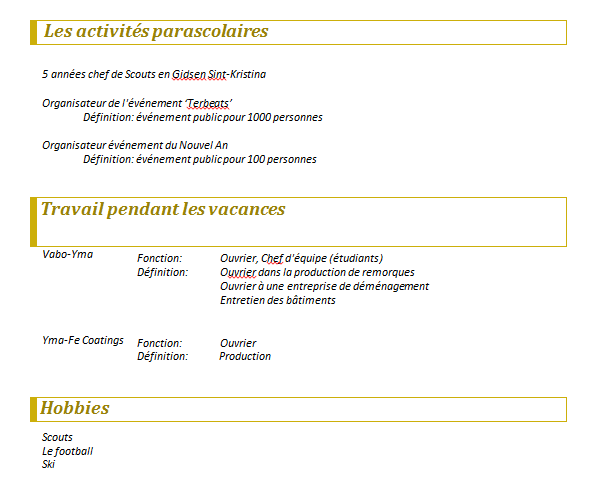 Les activités parascolaires
5 années chef de Scouts en Gidsen Sint-Kristina
Organisateur de l'événement ‘Terbeats’
Définition: événement public pour 1000 personnes
Organisateur événement du Nouvel An
Définition: événement public pour 100 personnes
Travail pendant les vacances
Vabo-Yma Fonction: Ouvrier, Chef d'équipe (étudiants)
Définition: Ouvrier dans la production de remorques
Ouvrier à une entreprise de déménagement
Entretien des bâtiments
Yma-Fe Coatings Fonction: Ouvrier
Définition: Production
Hobbies
Scouts
Le football
Ski